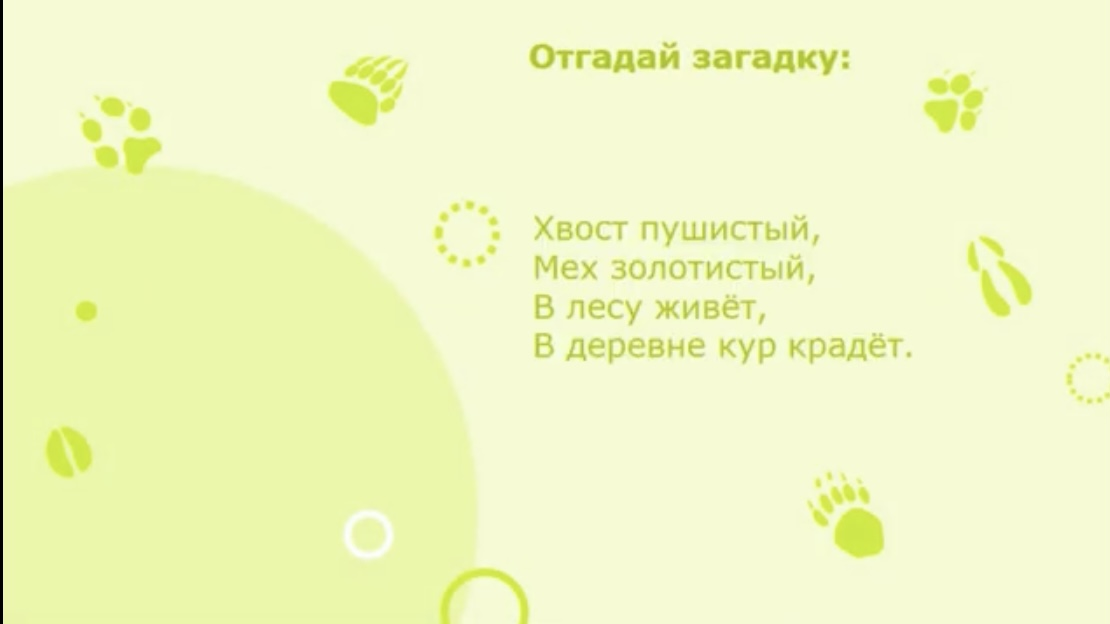 Отгадай загадку:
Хвост пушистый,
Мех золотистый,
В лесу живёт,
В деревне кур крадёт.